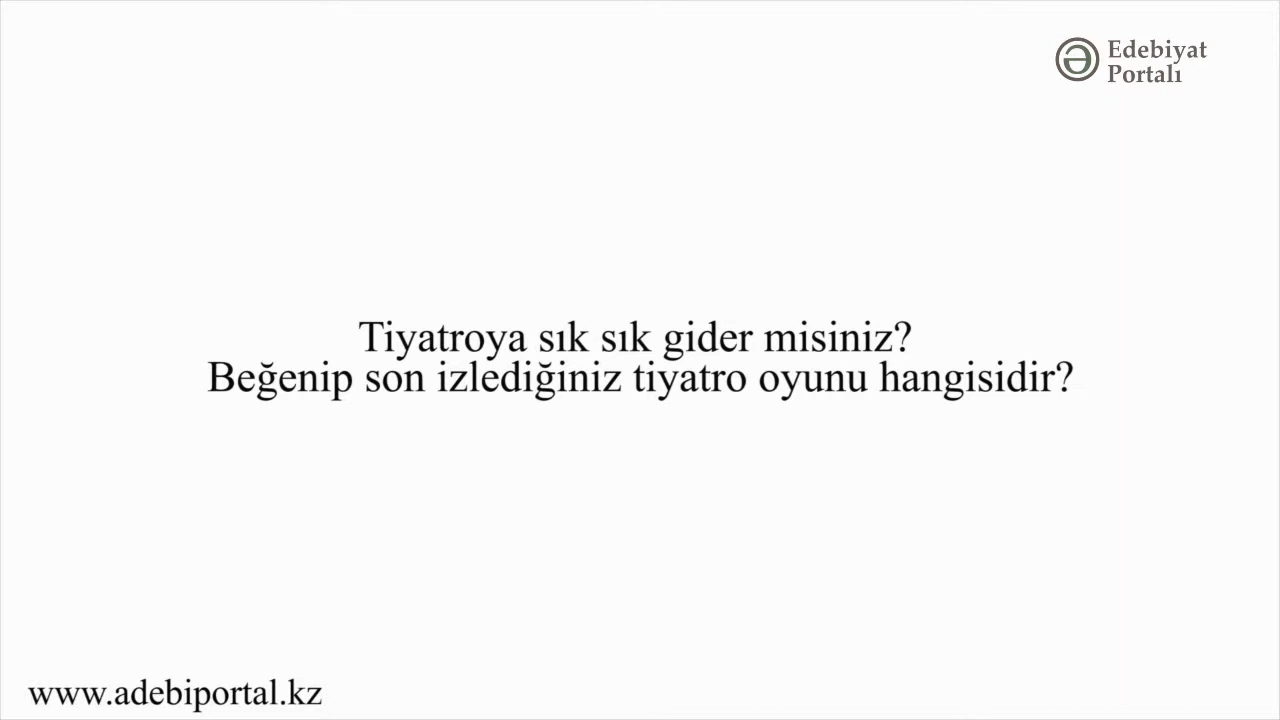 Edebiyat
Portalı
Tiyatroya sık sık gider misiniz?
Beğenip son izlediğiniz tiyatro oyunu hangisidir?
www.adebiportal.kz